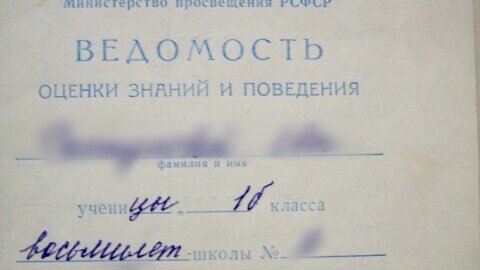 Министерство просвещения РСФСР
ВЕДОМОСТЬ
ОЦЕНКИ ЗНАНИЙ И ПОВЕДЕНИЯ
фамилия и имя
ученицы „ 1б класса
восьмилет. школы №